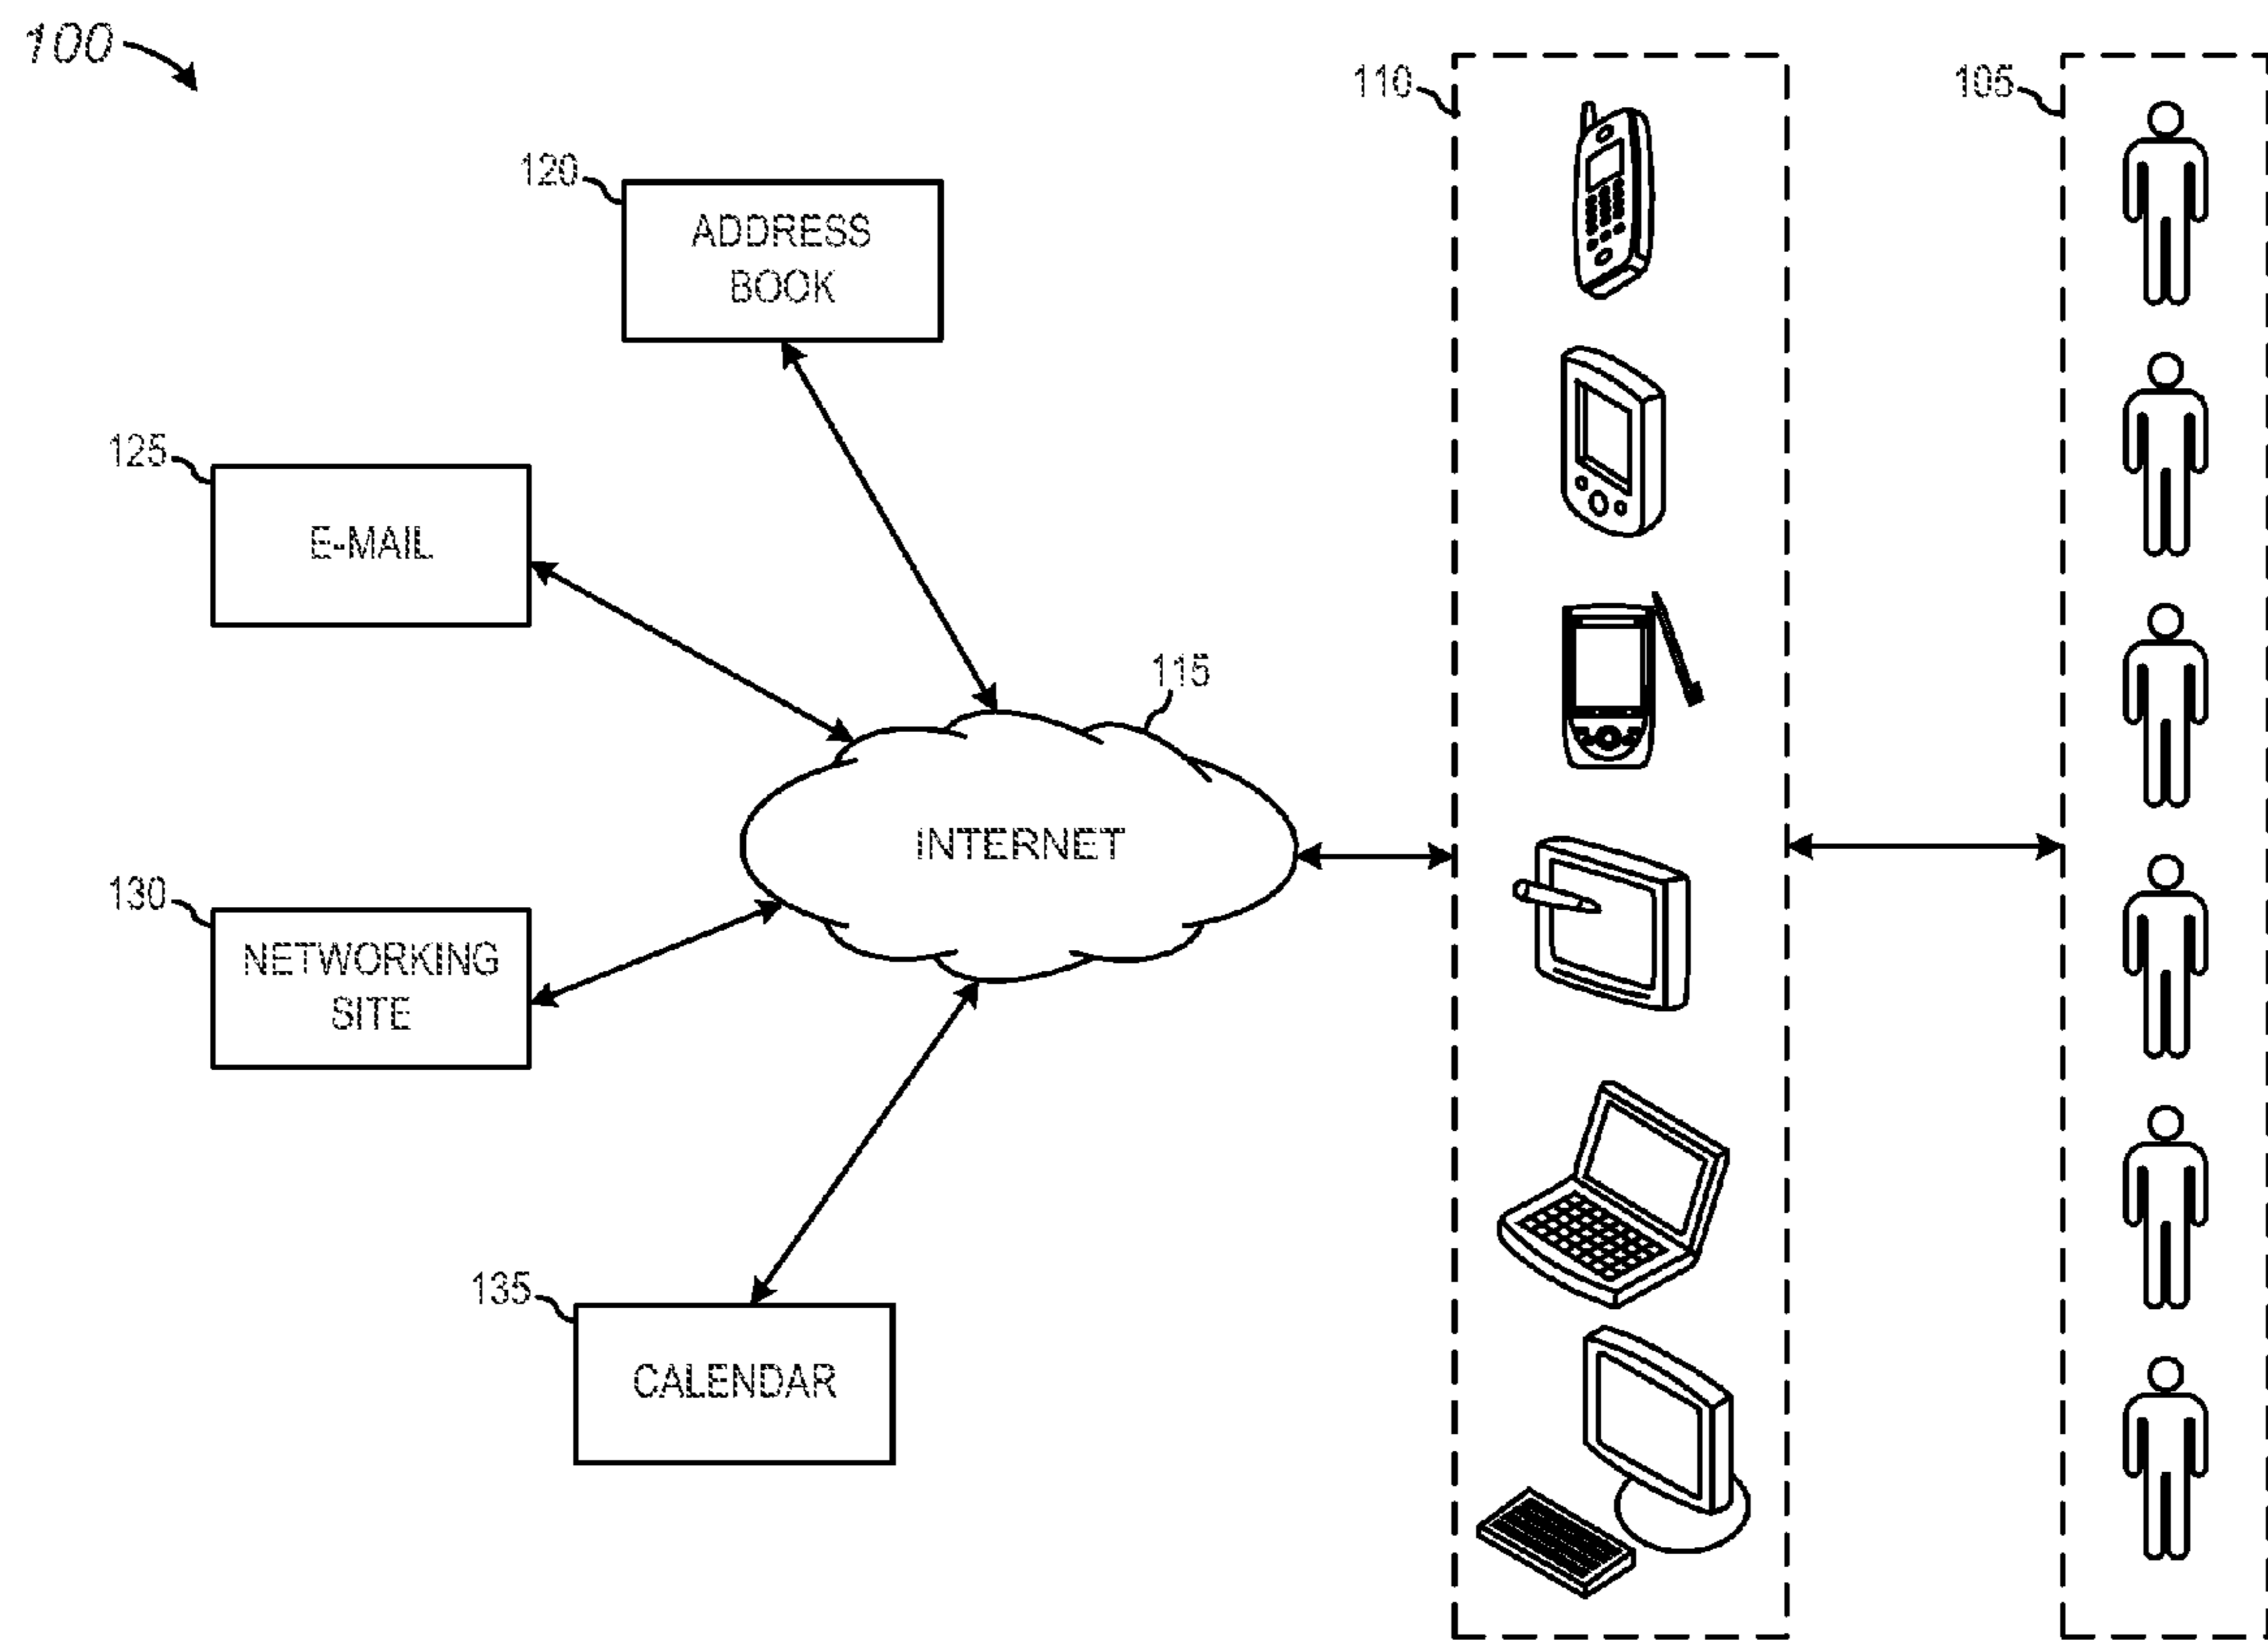 100
110
105
120
ADDRESS
BOOK
125
E-MAIL
115
INTERNET
130
NETWORKING
SITE
135
CALENDAR